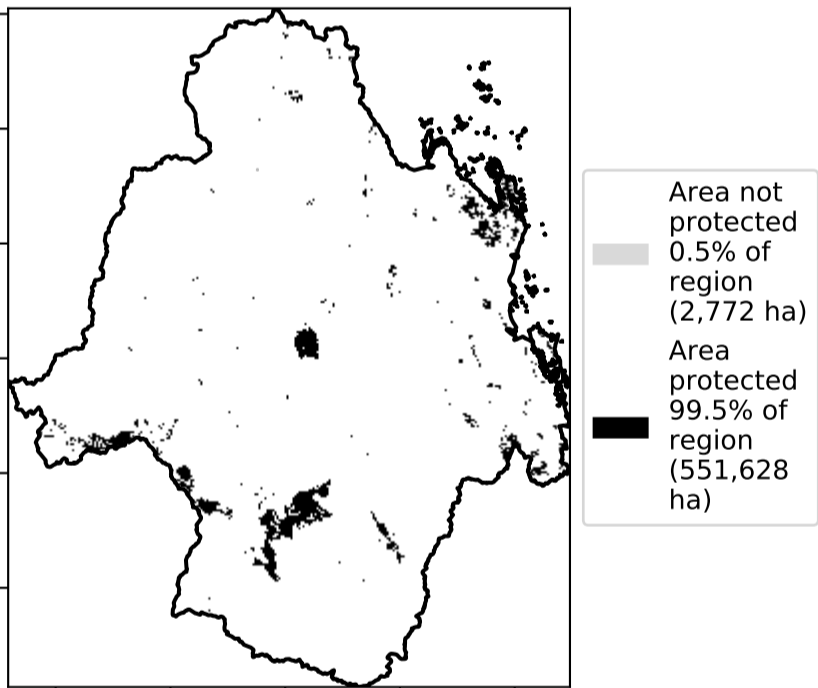 Area not
protected
0.5% of
region
(2,772 ha)
Area
protected
99.5% of
region
(551,628
ha)